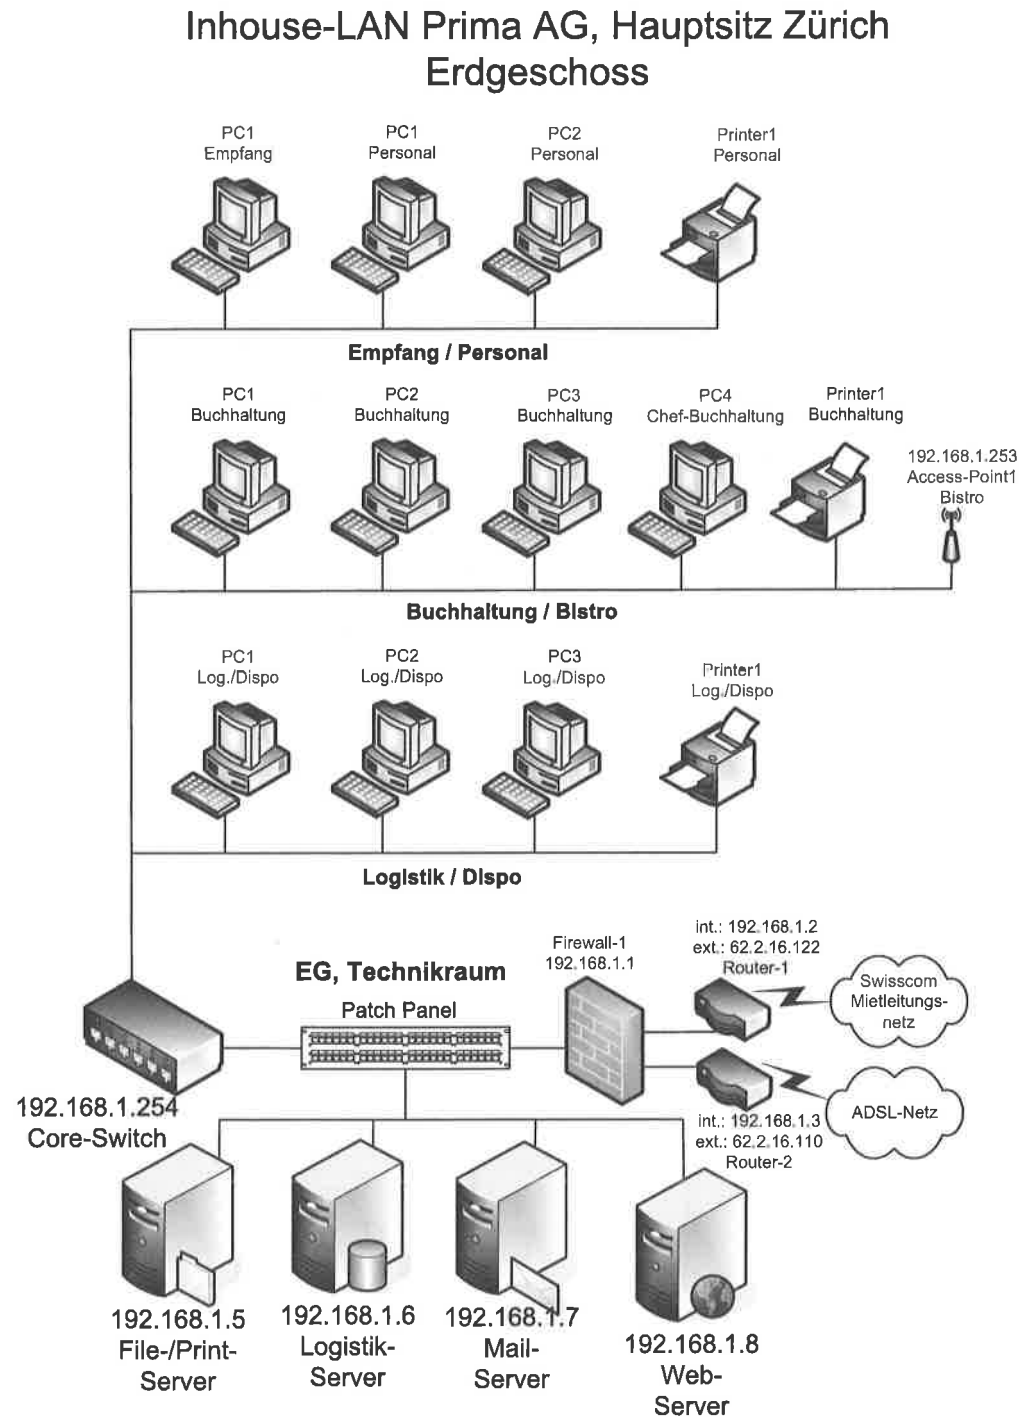 Inhouse-LAN Prima AG, Hauptsitz Zürich
Erdgeschoss
PC1
Empfang
PC1
Personal
PC2
Personal
Printer1
Personal
Empfang / Personal
PC1
Buchhaltung
PC2
Buchhaltung
PC3
Buchhaltung
PC4
Chef-Buchhaltung
Printer1
Buchhaltung
192.168.1.253
Access-Point1
Bistro
Buchhaltung / Bistro
PC1
Log./Dispo
PC2
Log./Dispo
PC3
Log./Dispo
Printer1
Log./Dispo
Logistik / Dispo
EG, Technikraum
Patch Panel
Firewall-1
192.168.1.1
int.: 192.168.1.2
ext.: 62.2.16.122
Router-1
Swisscom
Mietleitungs-
netz
192.168.1.254
Core-Switch
int.: 192.168.1.3
ext.: 62.2.16.110
Router-2
ADSL-Netz
192.168.1.5
File-/Print-
Server
192.168.1.6
Logistik-
Server
192.168.1.7
Mail-
Server
192.168.1.8
Web-
Server